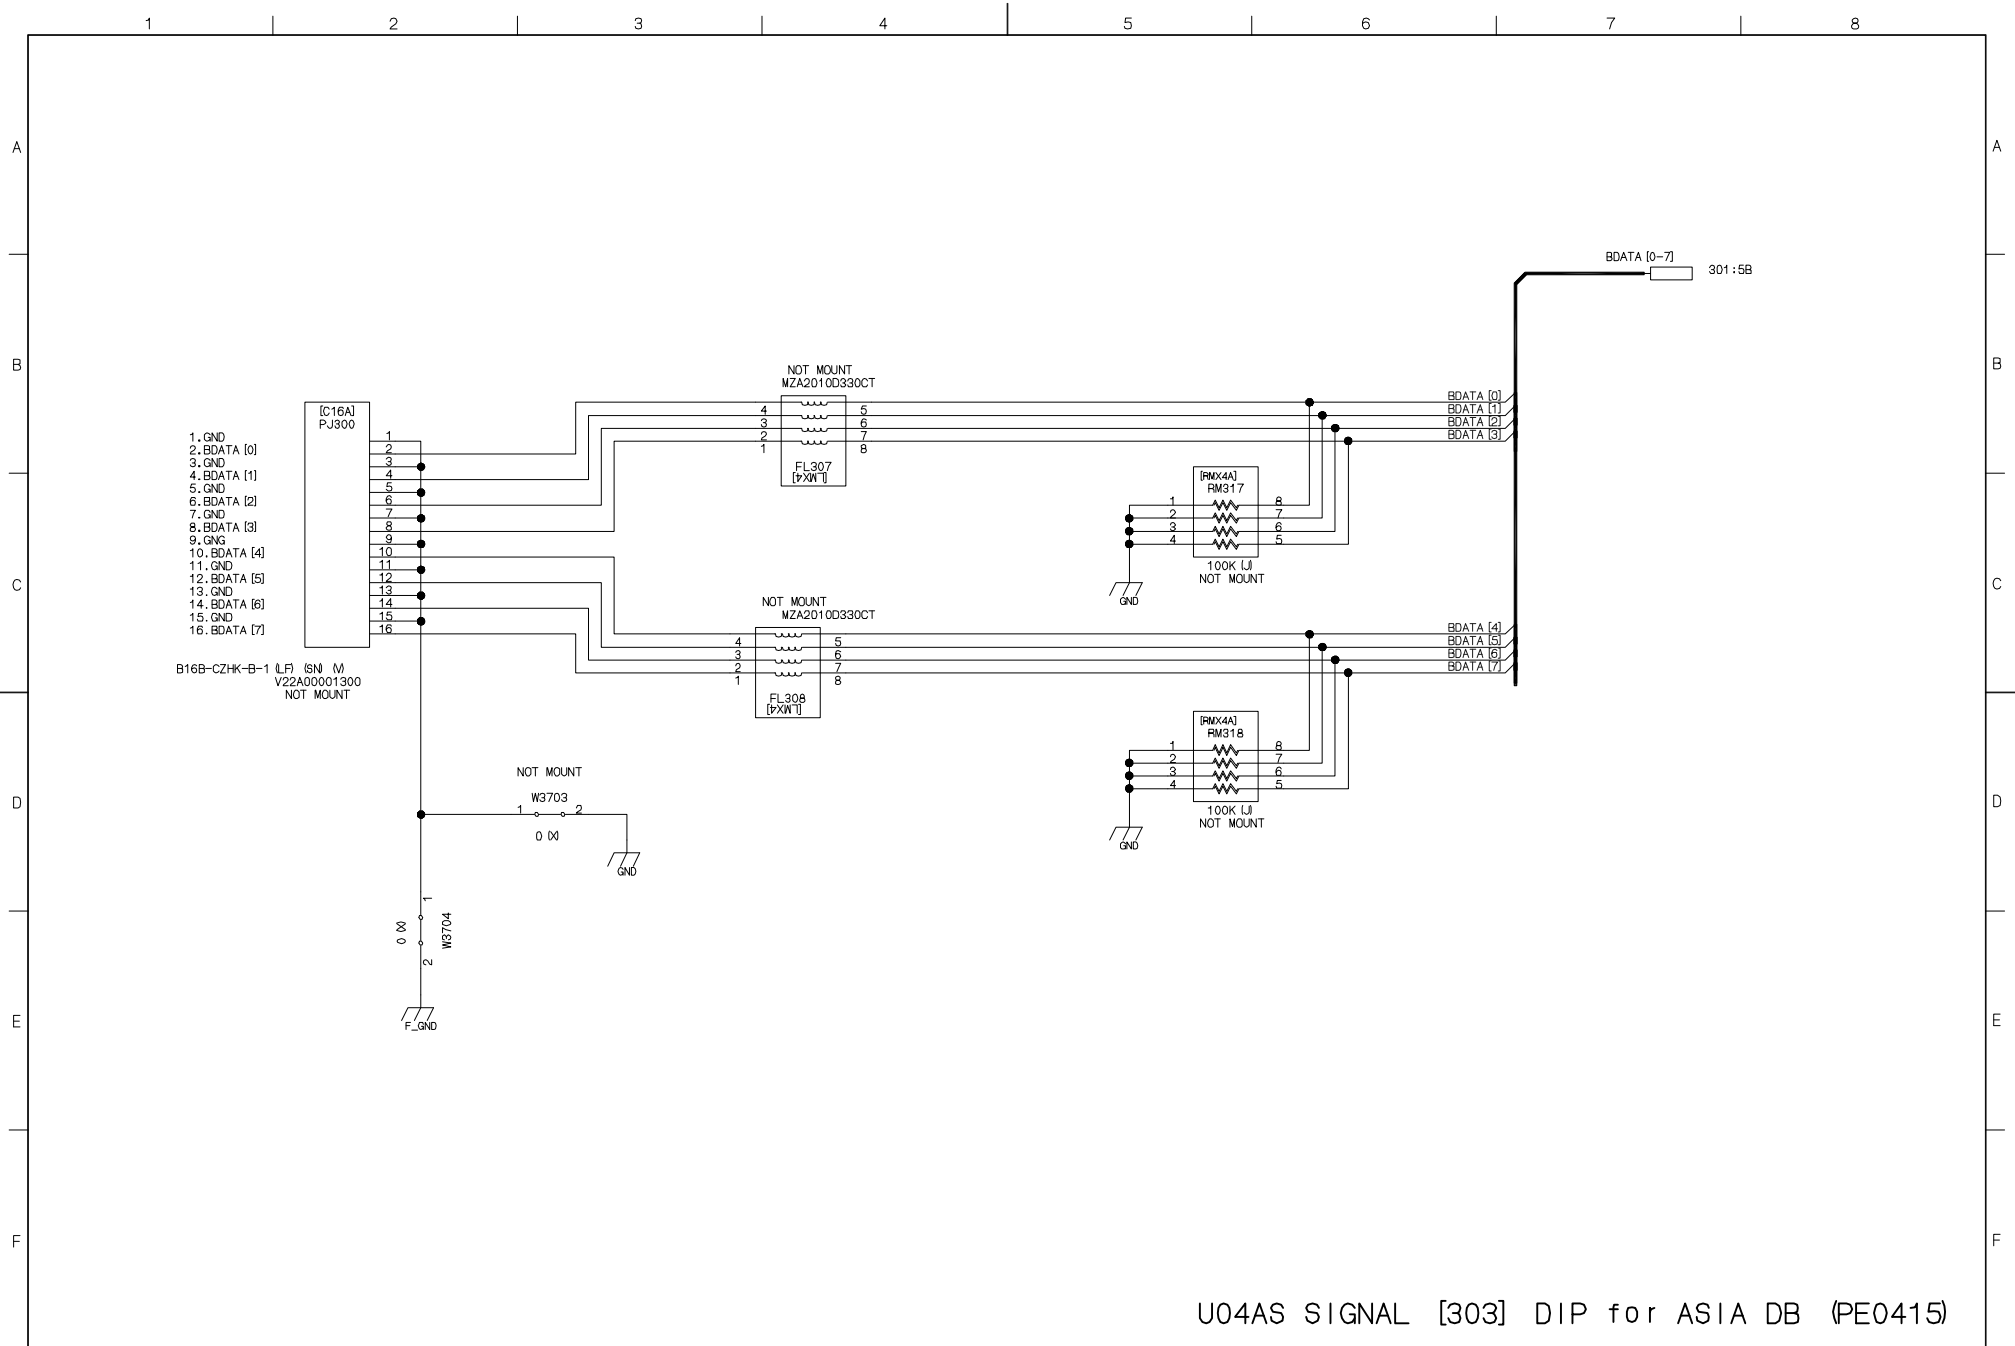 1 2 3 4 5 6 7 8
A A
BDATA [0-7]
301:5B
B B
NOT MOUNT
MZA2010D330CT
[C16A]
PJ300
1.GND
2.BDATA [0]
3.GND
4.BDATA [1]
5.GND
6.BDATA [2]
7.GND
8.BDATA [3]
9.GNG
10.BDATA [4]
11.GND
12.BDATA [5]
13.GND
14.BDATA [6]
15.GND
16.BDATA [7]
1
2
3
4
5
6
7
8
9
10
11
12
13
14
15
16
B16B-CZHK-B-1 (LF) (SN) (V)
V22A00001300
NOT MOUNT
4 5
3 6
2 7
1 8
FL307
[LMX4]
BDATA [0]
BDATA [1]
BDATA [2]
BDATA [3]
[RMX4A]
RM317
1 8
2 7
3 6
4 5
100K (J)
NOT MOUNT
GND
C C
NOT MOUNT
MZA2010D330CT
4 5
3 6
2 7
1 8
FL308
[LMX4]
BDATA [4]
BDATA [5]
BDATA [6]
BDATA [7]
[RMX4A]
RM318
1 8
2 7
3 6
4 5
100K (J)
NOT MOUNT
GND
D D
NOT MOUNT
W3703
1 2
0 (X)
GND
1
0 (X)
W3704
2
F_GND
E E
F F
U04AS SIGNAL [303] DIP for ASIA DB (PE0415)